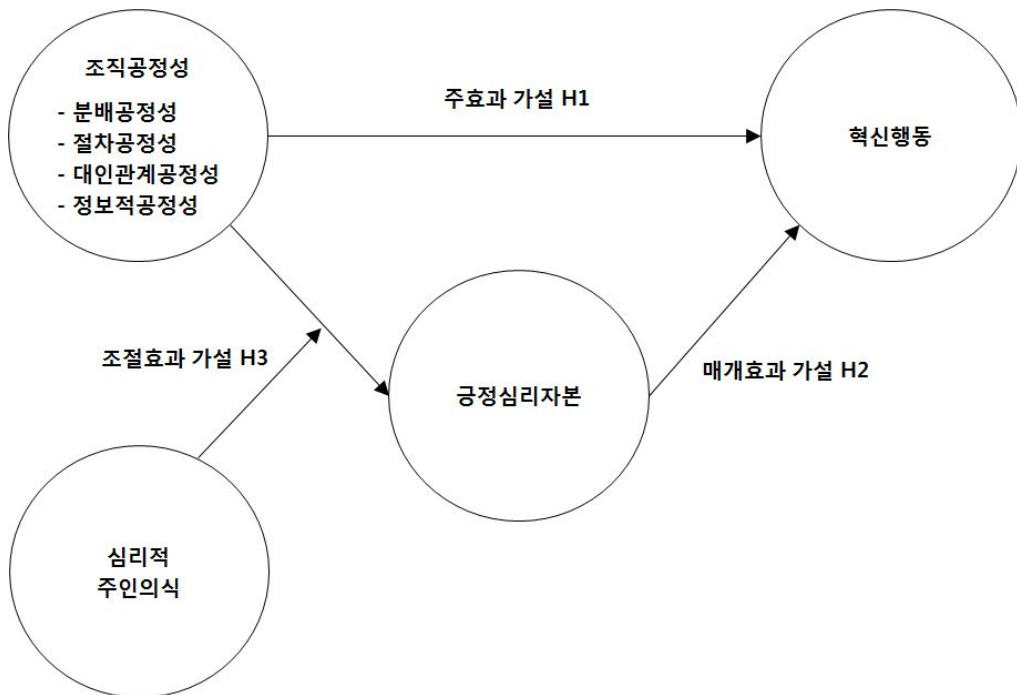 조직공정성
- 분배공정성
- 절차공정성
- 대인관계공정성
- 정보적공정성
주효과 가설 H1
혁신행동
조절효과 가설 H3
긍정심리자본
매개효과 가설 H2
심리적
주인의식